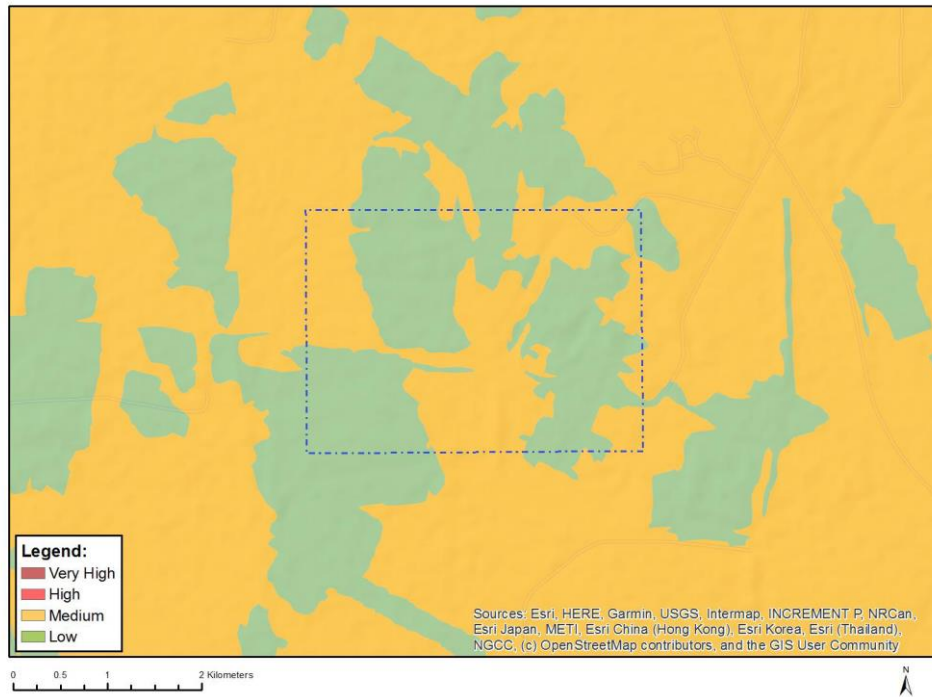 Legend:
Very High
High
Medium
Low
Sources: Esri, HERE, Garmin, USGS, Intermap, INCREMENT P, NRCan,
Esri Japan, METI, Esri China (Hong Kong), Esri Korea, Esri (Thailand),
NGCC, (c) OpenStreetMap contributors, and the GIS User Community
0 0.5 1 2 Kilometers
N